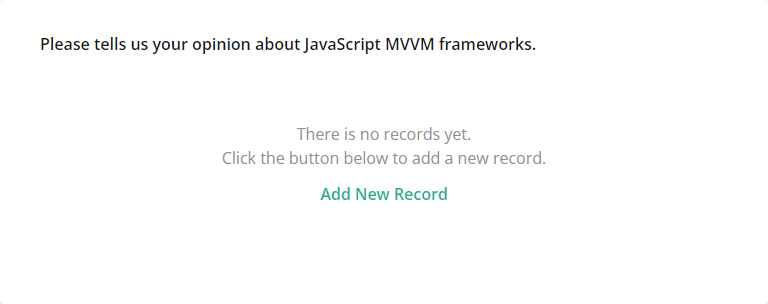 Please tells us your opinion about JavaScript MVVM frameworks.
There is no records yet.
Click the button below to add a new record.
Add New Record